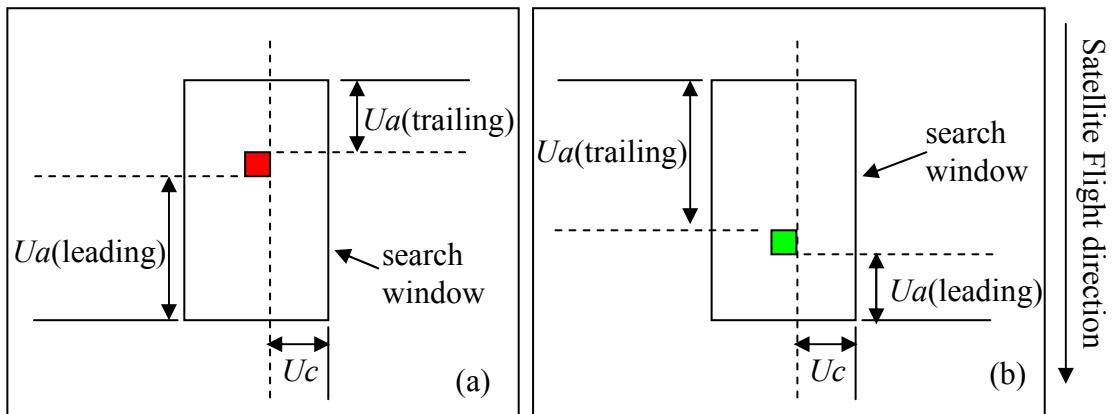 Ua(trailing)
Ua(leading)
search
window
Uc
(a)
Ua(trailing)
search
window
Ua(leading)
Uc
(b)
Satellite Flight direction